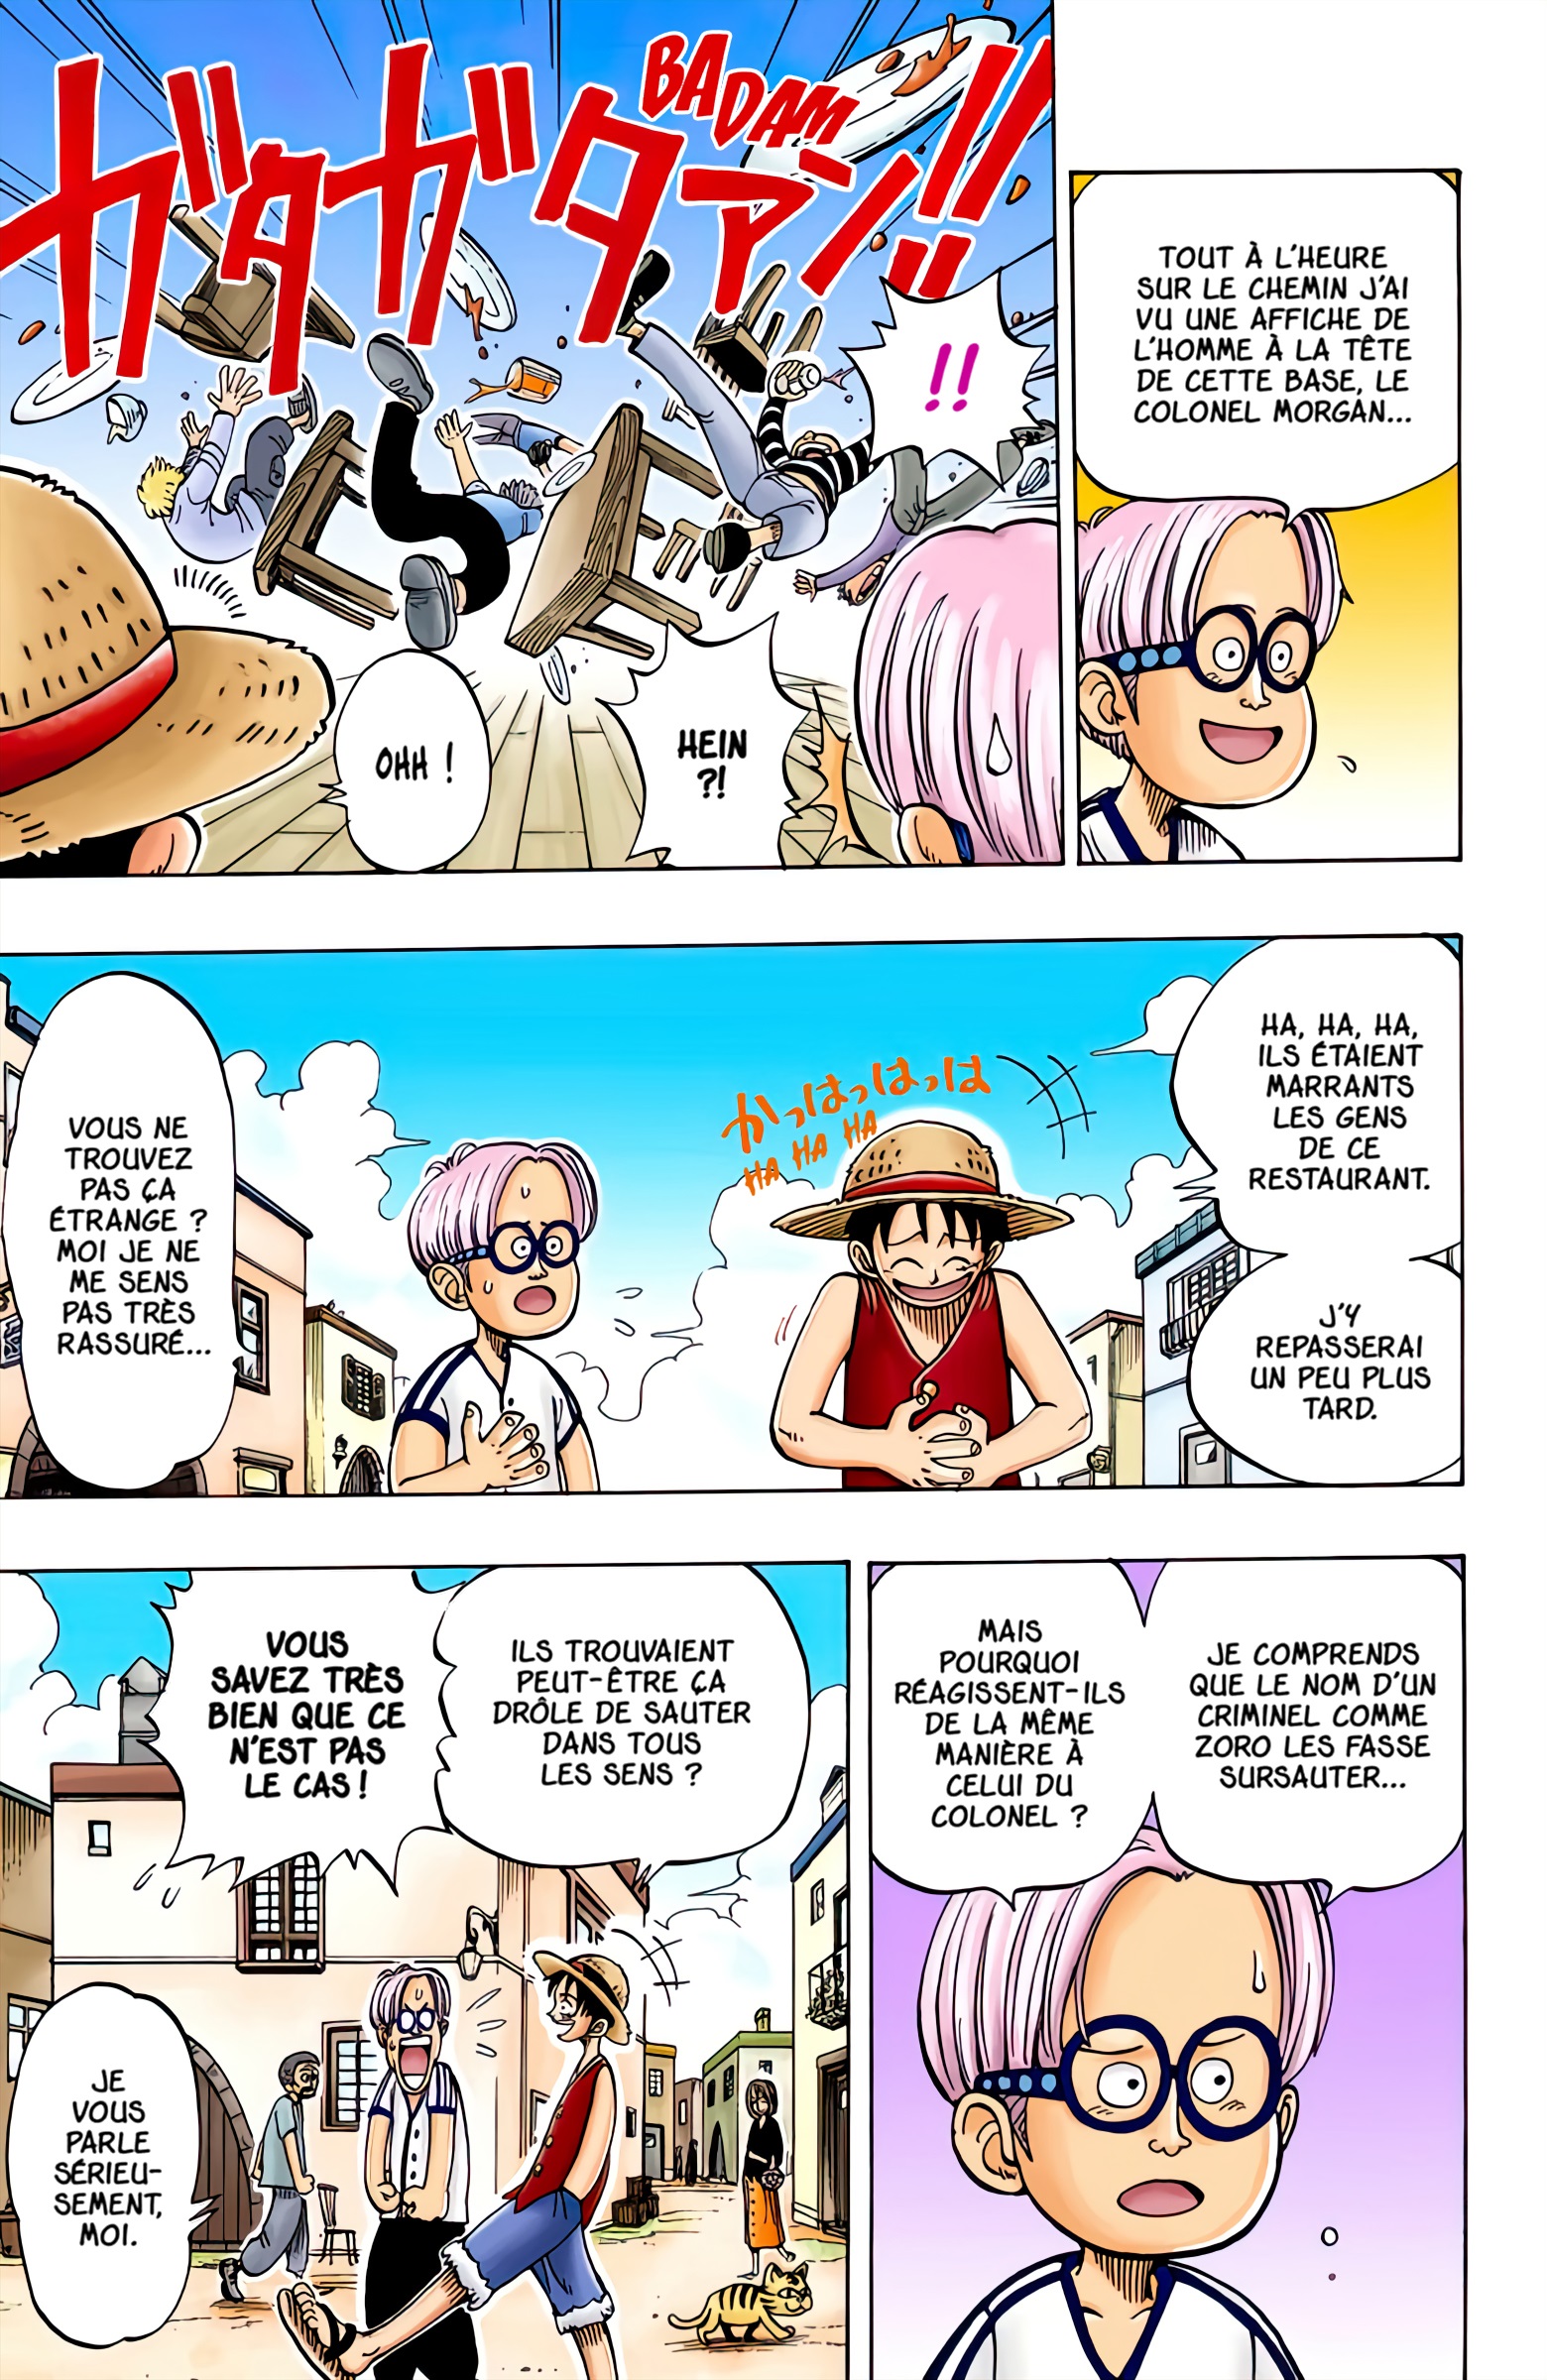 TOUT À L'HEURE
SUR LE CHEMIN J'AI
VU UNE AFFICHE DE
L'HOMME À LA TÊTE
DE CETTE BASE, LE
COLONEL MORGAN...
BADAM
ガタガタアン!!
!!
HEIN
?!
OHH !
HA, HA, HA,
ILS ÉTAIENT
MARRANTS
LES GENS
DE CE
RESTAURANT.
J'Y
REPASSERAI
UN PEU PLUS
TARD.
かっはっはっは
HA HA HA
VOUS NE
TROUVEZ
PAS ÇA
ÉTRANGE ?
MOI JE NE
ME SENS
PAS TRÈS
RASSURÉ...
JE COMPRENDS
QUE LE NOM D'UN
CRIMINEL COMME
ZORO LES FASSE
SURSAUTER...
MAIS
POURQUOI
RÉAGISSENT-ILS
DE LA MÊME
MANIÈRE À
CELUI DU
COLONEL ?
ILS TROUVAIENT
PEUT-ÊTRE ÇA
DRÔLE DE SAUTER
DANS TOUS
LES SENS ?
VOUS
SAVEZ TRÈS
BIEN QUE CE
N'EST PAS
LE CAS !
JE
VOUS
PARLE
SÉRIEU-
SEMENT,
MOI.